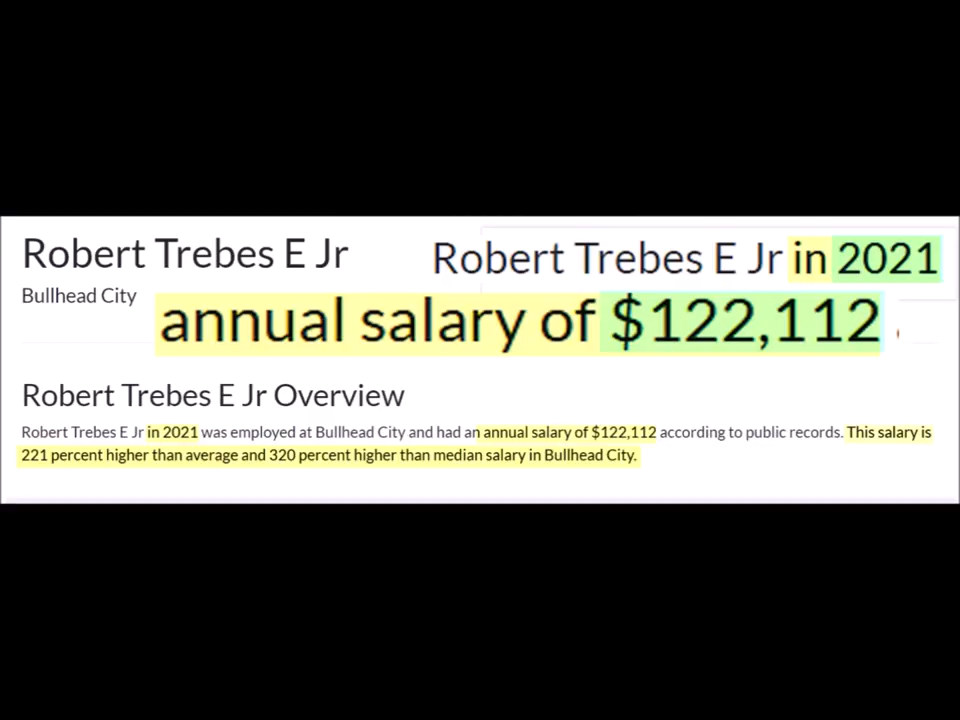 Robert Trebes E Jr
Robert Trebes E Jr in 2021
Bullhead City
annual salary of $122,112
Robert Trebes E Jr Overview
Robert Trebes E Jr in 2021 was employed at Bullhead City and had an annual salary of $122,112 according to public records. This salary is
221 percent higher than average and 320 percent higher than median salary in Bullhead City.